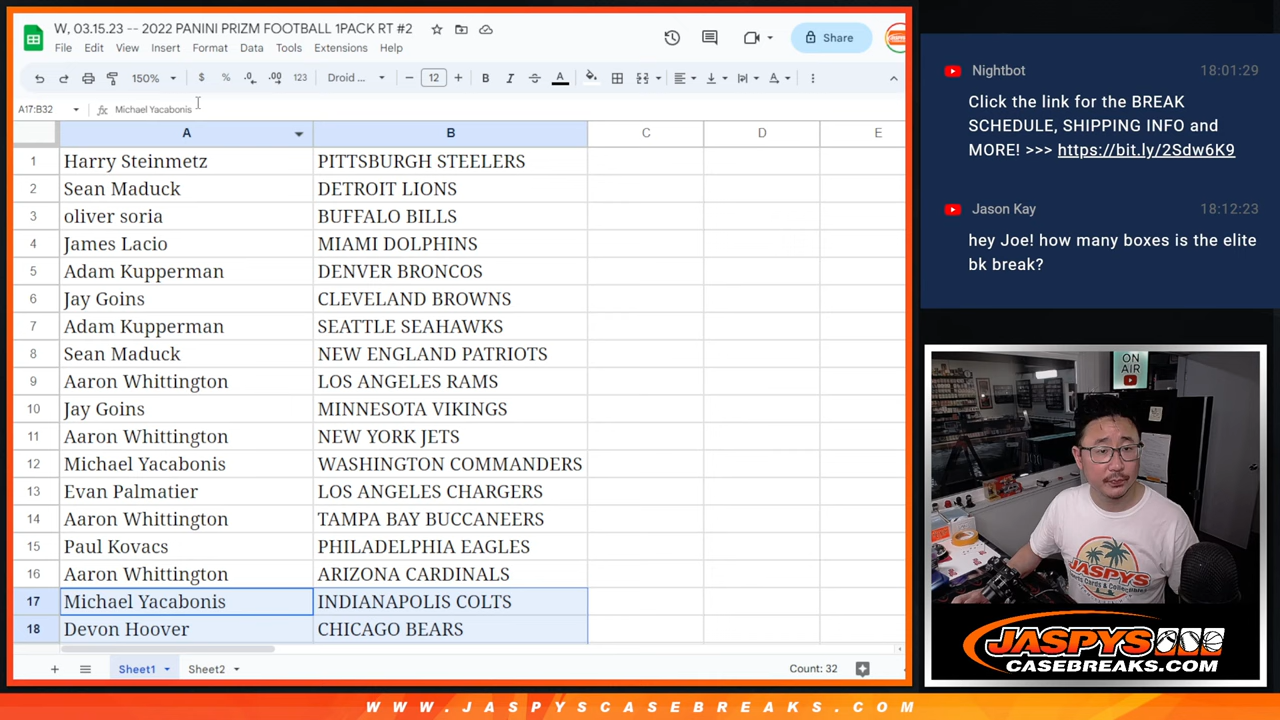 W, 03.15.23 -- 2022 PANINI PRIZM FOOTBALL 1PACK RT #2
File Edit View Insert Format Data Tools Extensions Help
Share
150% $ % .0 .00 123 Droid ... 12 B I A
A17:B32 fx Michael Yacabonis
A B C D E
1 Harry Steinmetz PITTSBURGH STEELERS
2 Sean Maduck DETROIT LIONS
3 oliver soria BUFFALO BILLS
4 James Lacio MIAMI DOLPHINS
5 Adam Kupperman DENVER BRONCOS
6 Jay Goins CLEVELAND BROWNS
7 Adam Kupperman SEATTLE SEAHAWKS
8 Sean Maduck NEW ENGLAND PATRIOTS
9 Aaron Whittington LOS ANGELES RAMS
10 Jay Goins MINNESOTA VIKINGS
11 Aaron Whittington NEW YORK JETS
12 Michael Yacabonis WASHINGTON COMMANDERS
13 Evan Palmatier LOS ANGELES CHARGERS
14 Aaron Whittington TAMPA BAY BUCCANEERS
15 Paul Kovacs PHILADELPHIA EAGLES
16 Aaron Whittington ARIZONA CARDINALS
17 Michael Yacabonis INDIANAPOLIS COLTS
18 Devon Hoover CHICAGO BEARS
Sheet1 Sheet2 Count: 32
Nightbot 18:01:29
Click the link for the BREAK
SCHEDULE, SHIPPING INFO and
MORE! >>> https://bit.ly/2Sdw6K9
Jason Kay 18:12:23
hey Joe! how many boxes is the elite
bk break?
ON
AIR
JASPYS
JASPYS
CASEBREAKS.COM
WWW.JASPYSCASEBREAKS.COM